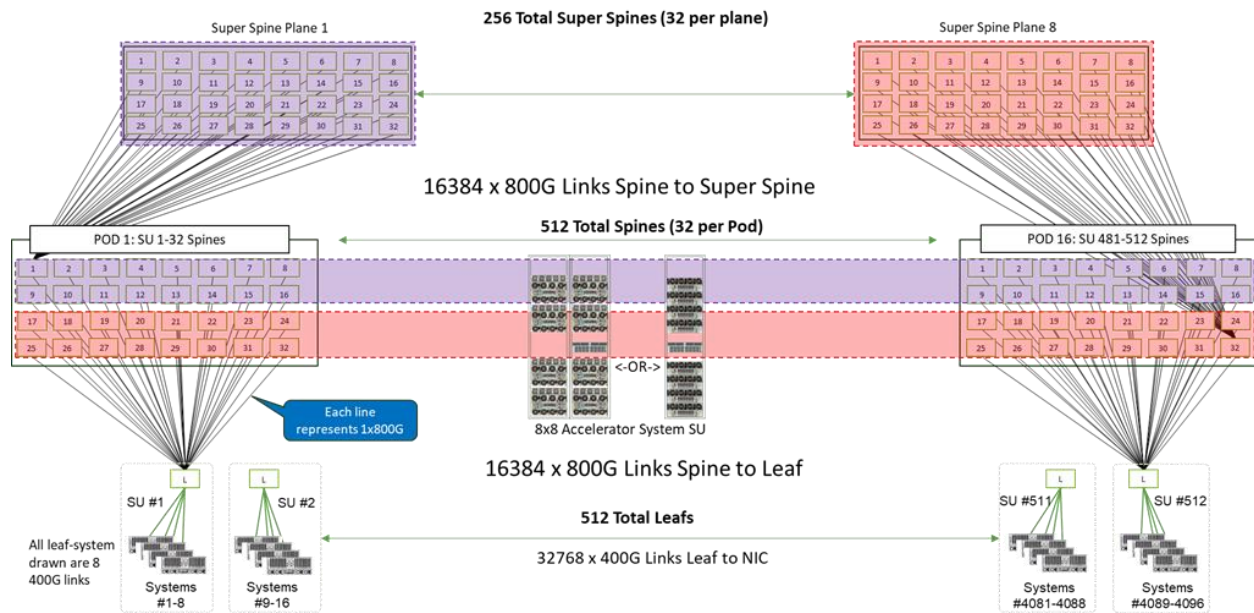 256 Total Super Spines (32 per plane)
Super Spine Plane 1
Super Spine Plane 8
1 2 3 4 5 6 7 8
9 10 11 12 13 14 15 16
17 18 19 20 21 22 23 24
25 26 27 28 29 30 31 32
1 2 3 4 5 6 7 8
9 10 11 12 13 14 15 16
17 18 19 20 21 22 23 24
25 26 27 28 29 30 31 32
16384 x 800G Links Spine to Super Spine
512 Total Spines (32 per Pod)
POD 1: SU 1-32 Spines
POD 16: SU 481-512 Spines
1 2 3 4 5 6 7 8
9 10 11 12 13 14 15 16
17 18 19 20 21 22 23 24
25 26 27 28 29 30 31 32
1 2 3 4 5 6 7 8
9 10 11 12 13 14 15 16
17 18 19 20 21 22 23 24
25 26 27 28 29 30 31 32
<-OR->
8x8 Accelerator System SU
Each line
represents 1x800G
16384 x 800G Links Spine to Leaf
L
SU #1
L
SU #2
L
SU #511
L
SU #512
512 Total Leafs
32768 x 400G Links Leaf to NIC
All leaf-system
drawn are 8
400G links
Systems
#1-8
Systems
#9-16
Systems
#4081-4088
Systems
#4089-4096